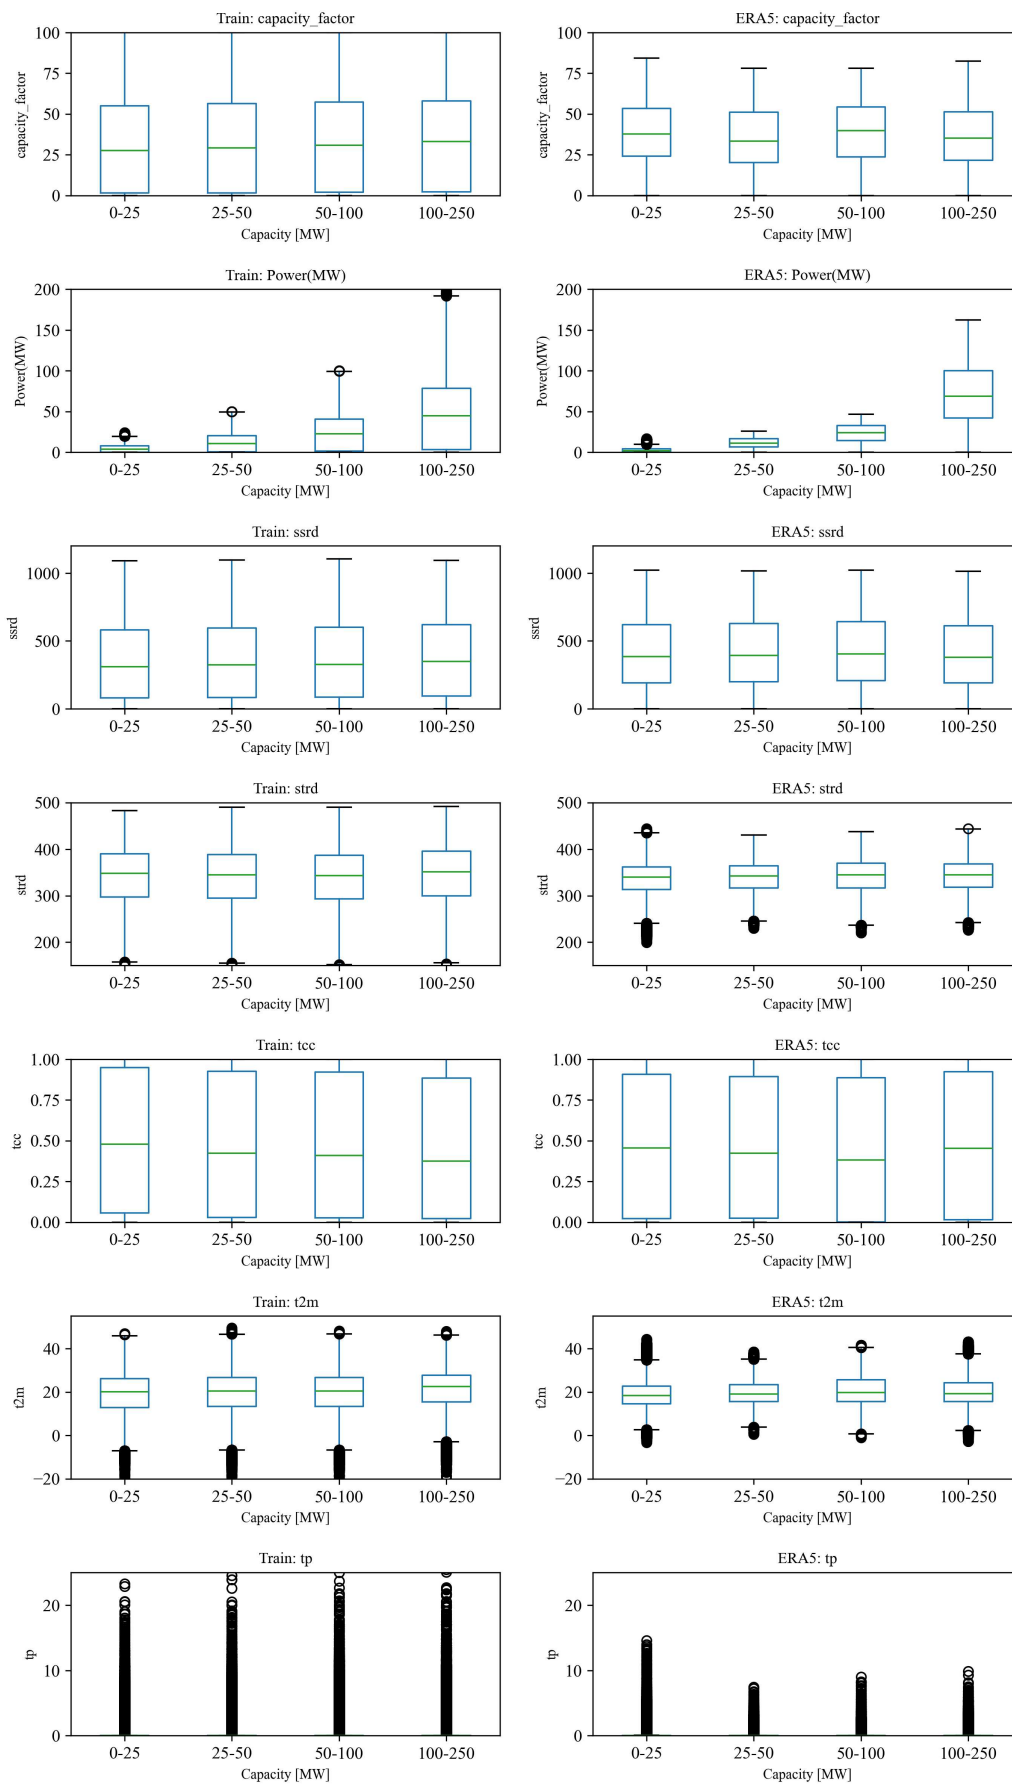 Train: capacity_factor
capacity_factor
100
75
50
25
0
0-25 25-50 50-100 100-250
Capacity [MW]
ERA5: capacity_factor
capacity_factor
100
75
50
25
0
0-25 25-50 50-100 100-250
Capacity [MW]
Train: Power(MW)
Power(MW)
200
150
100
50
0
0-25 25-50 50-100 100-250
Capacity [MW]
ERA5: Power(MW)
Power(MW)
200
150
100
50
0
0-25 25-50 50-100 100-250
Capacity [MW]
Train: ssrd
ssrd
1000
500
0
0-25 25-50 50-100 100-250
Capacity [MW]
ERA5: ssrd
ssrd
1000
500
0
0-25 25-50 50-100 100-250
Capacity [MW]
Train: strd
strd
500
400
300
200
0-25 25-50 50-100 100-250
Capacity [MW]
ERA5: strd
strd
500
400
300
200
0-25 25-50 50-100 100-250
Capacity [MW]
Train: tcc
tcc
1.00
0.75
0.50
0.25
0.00
0-25 25-50 50-100 100-250
Capacity [MW]
ERA5: tcc
tcc
1.00
0.75
0.50
0.25
0.00
0-25 25-50 50-100 100-250
Capacity [MW]
Train: t2m
t2m
40
20
0
−20
0-25 25-50 50-100 100-250
Capacity [MW]
ERA5: t2m
t2m
40
20
0
−20
0-25 25-50 50-100 100-250
Capacity [MW]
Train: tp
tp
20
10
0
0-25 25-50 50-100 100-250
Capacity [MW]
ERA5: tp
tp
20
10
0
0-25 25-50 50-100 100-250
Capacity [MW]